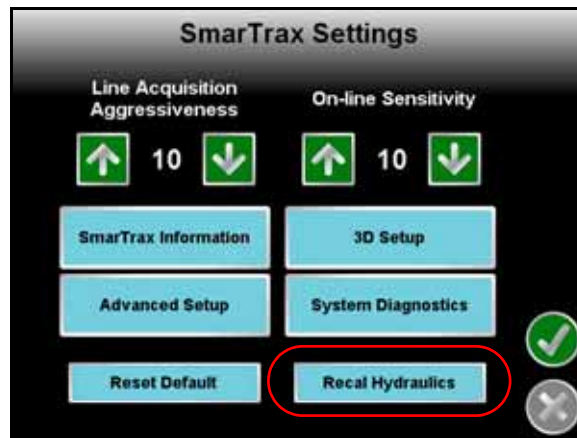 SmarTrax Settings
Line Acquisition
Aggressiveness
On-line Sensitivity
10
10
SmarTrax Information
3D Setup
Advanced Setup
System Diagnostics
Reset Default
Recal Hydraulics